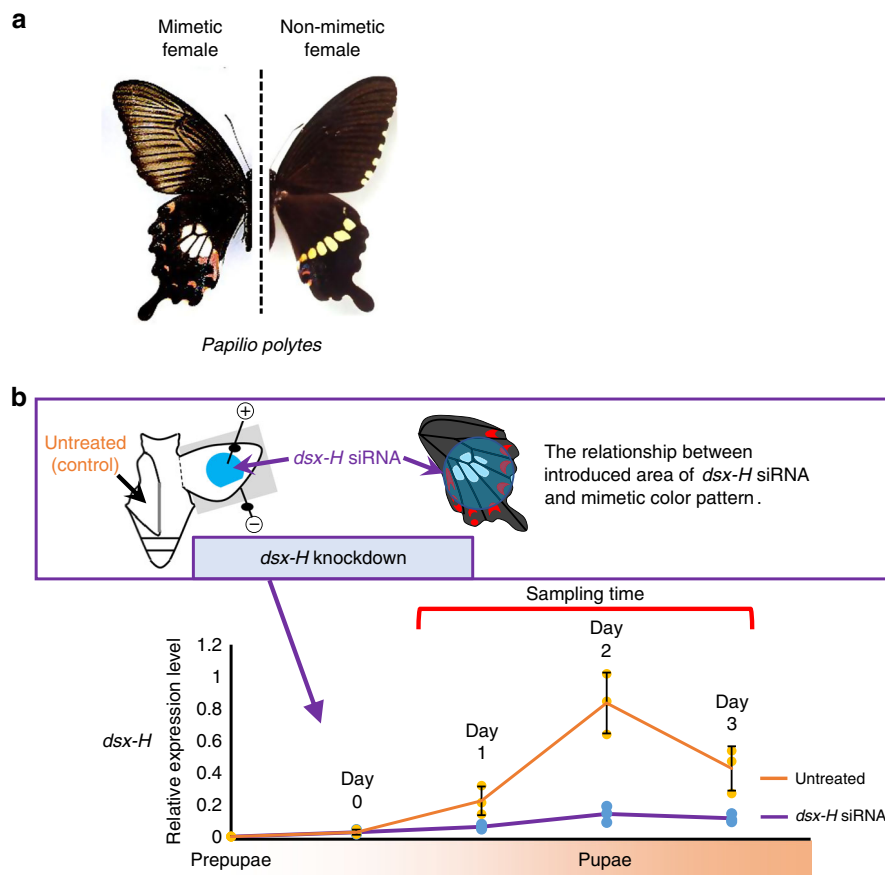 a
Mimetic
female
Non-mimetic
female
Papilio polytes
b
Untreated
(control)
+
−
dsx-H siRNA
The relationship between
introduced area of dsx-H siRNA
and mimetic color pattern.
dsx-H knockdown
Sampling time
dsx-H
Relative expression level
1.2
1
0.8
0.6
0.4
0.2
0
Day
0
Day
1
Day
2
Day
3
Untreated
dsx-H siRNA
Prepupae
Pupae